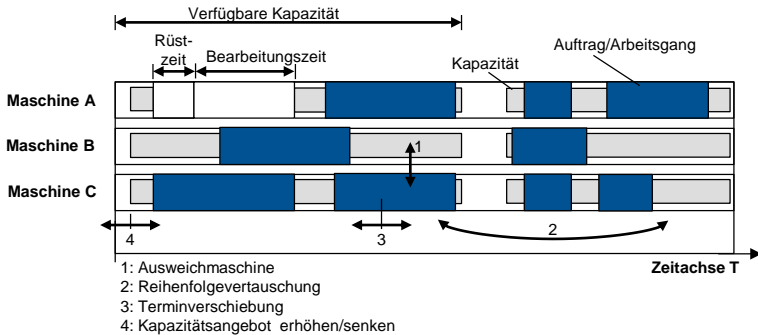 Verfügbare Kapazität
Rüst-
zeit
Bearbeitungszeit
Auftrag/Arbeitsgang
Kapazität
Maschine A
Maschine B
1
Maschine C
4
3
2
Zeitachse T
1: Ausweichmaschine
2: Reihenfolgevertauschung
3: Terminverschiebung
4: Kapazitätsangebot erhöhen/senken